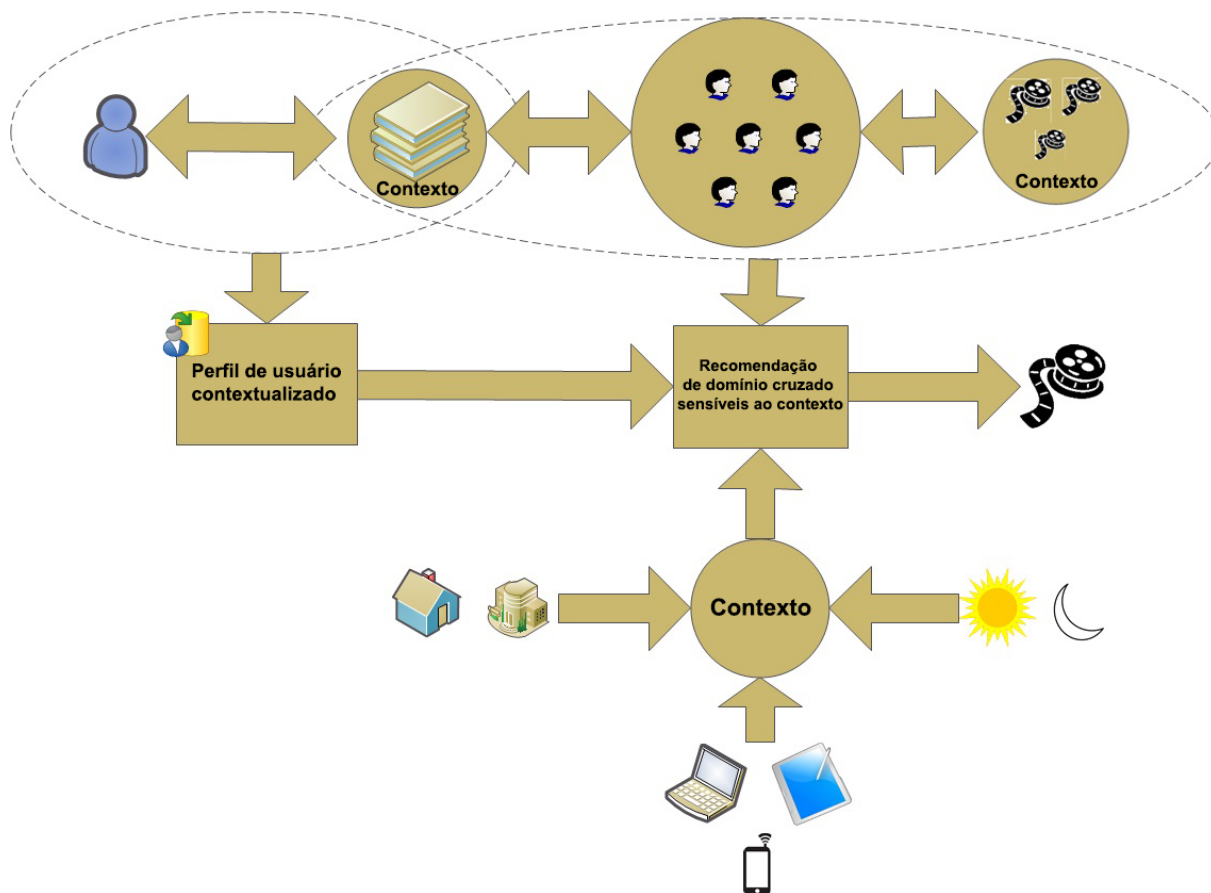 Contexto
Contexto
Perfil de usuário
contextualizado
Recomendação
de domínio cruzado
sensíveis ao contexto
Contexto